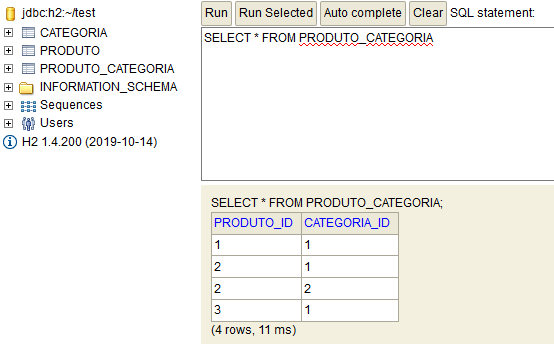 jdbc:h2:~/test
CATEGORIA
PRODUTO
PRODUTO_CATEGORIA
INFORMATION_SCHEMA
Sequences
Users
H2 1.4.200 (2019-10-14)
Run Run Selected Auto complete Clear SQL statement:
SELECT * FROM PRODUTO_CATEGORIA
SELECT * FROM PRODUTO_CATEGORIA;
PRODUTO_ID CATEGORIA_ID
1 1
2 1
2 2
3 1
(4 rows, 11 ms)